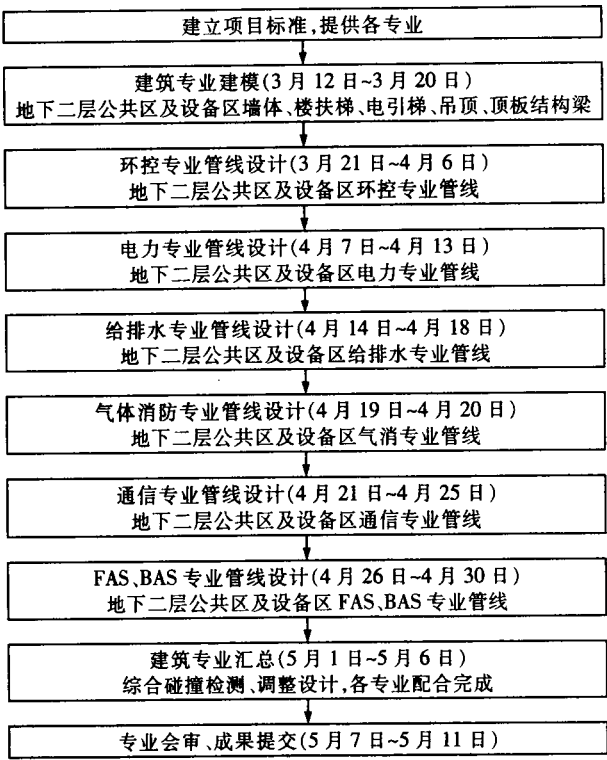 建立项目标准,提供各专业
建筑专业建模(3月12日~3月20日)
地下二层公共区及设备区墙体、楼扶梯、电引梯、吊顶、顶板结构梁
环控专业管线设计(3月21日~4月6日)
地下二层公共区及设备区环控专业管线
电力专业管线设计(4月7日~4月13日)
地下二层公共区及设备区电力专业管线
给排水专业管线设计(4月14日~4月18日)
地下二层公共区及设备区给排水专业管线
气体消防专业管线设计(4月19日~4月20日)
地下二层公共区及设备区气消专业管线
通信专业管线设计(4月21日~4月25日)
地下二层公共区及设备区通信专业管线
FAS、BAS专业管线设计(4月26日~4月30日)
地下二层公共区及设备区FAS、BAS专业管线
建筑专业汇总(5月1日~5月6日)
综合碰撞检测、调整设计,各专业配合完成
专业会审、成果提交(5月7日~5月11日)